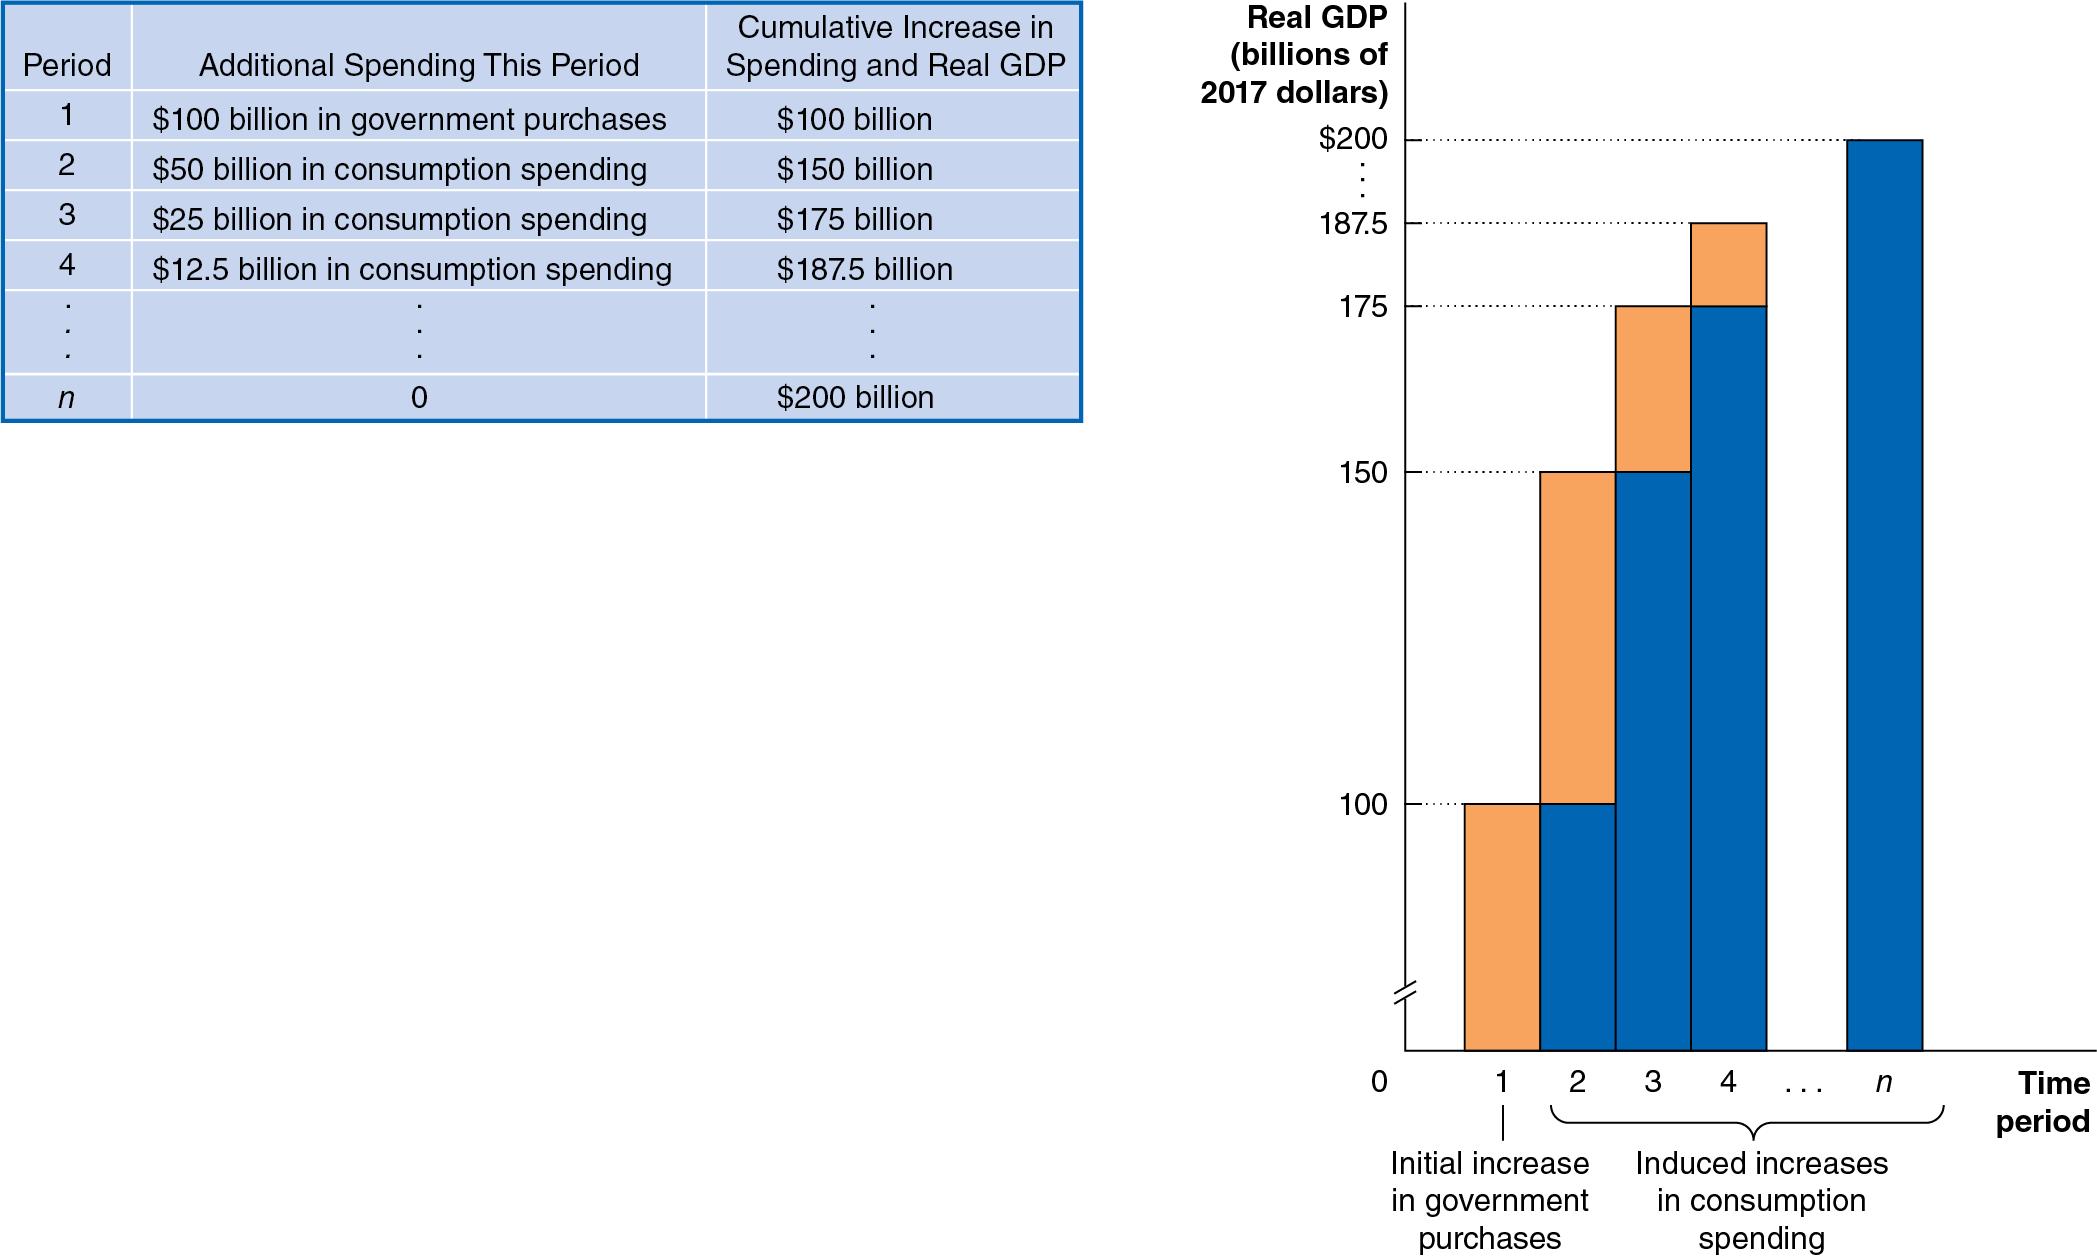 Period
Additional Spending This Period
Cumulative Increase in
Spending and Real GDP
1
$100 billion in government purchases
$100 billion
2
$50 billion in consumption spending
$150 billion
3
$25 billion in consumption spending
$175 billion
4
$12.5 billion in consumption spending
$187.5 billion
. . .
. . .
. . .
n
0
$200 billion
Real GDP
(billions of
2017 dollars)
$200
. . .
187.5
175
150
100
0
1
2
3
4
. . .
n
Time
period
Initial increase
in government
purchases
Induced increases
in consumption
spending